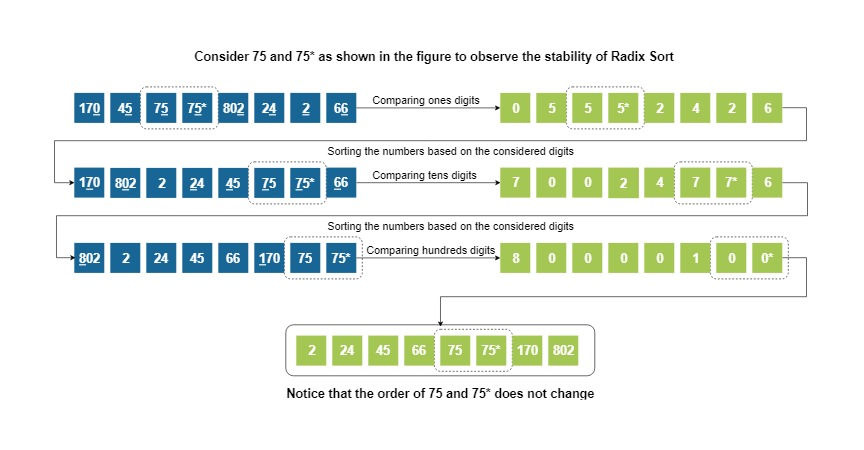 Consider 75 and 75* as shown in the figure to observe the stability of Radix Sort
170 45 75 75* 802 24 2 66 Comparing ones digits 0 5 5 5* 2 4 2 6
Sorting the numbers based on the considered digits
170 802 2 24 45 75 75* 66 Comparing tens digits 7 0 0 2 4 7 7* 6
Sorting the numbers based on the considered digits
802 2 24 45 66 170 75 75* Comparing hundreds digits 8 0 0 0 0 1 0 0*
2 24 45 66 75 75* 170 802
Notice that the order of 75 and 75* does not change